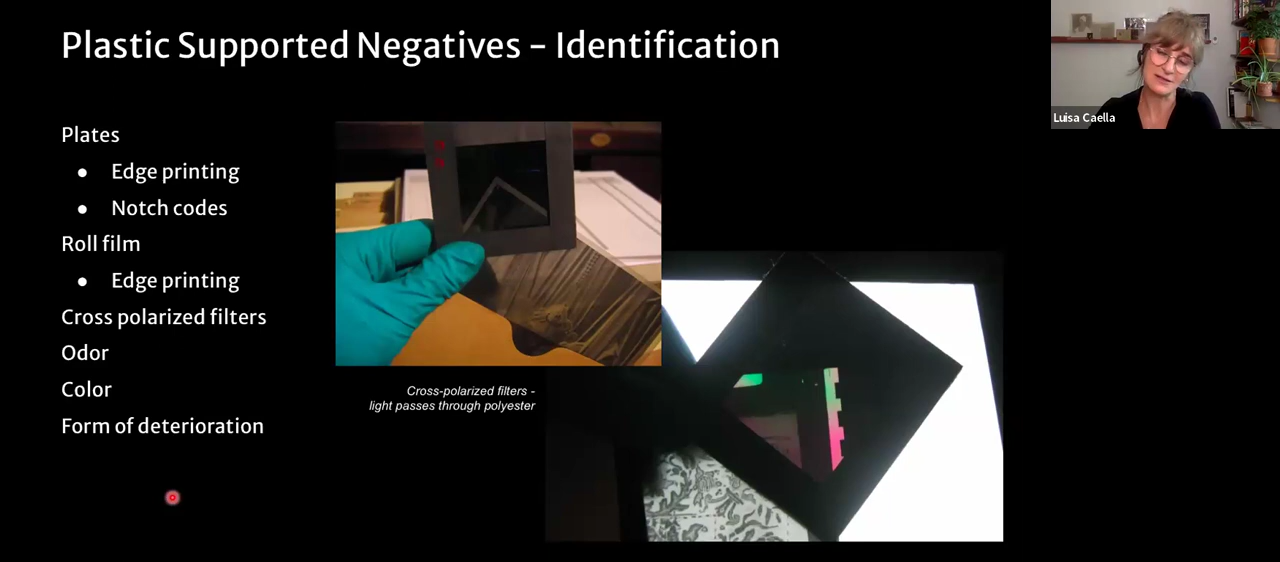 Plastic Supported Negatives – Identification
Plates
● Edge printing
● Notch codes
Roll film
● Edge printing
Cross polarized filters
Odor
Color
Form of deterioration
Cross-polarized filters -
light passes through polyester
Luisa Caella